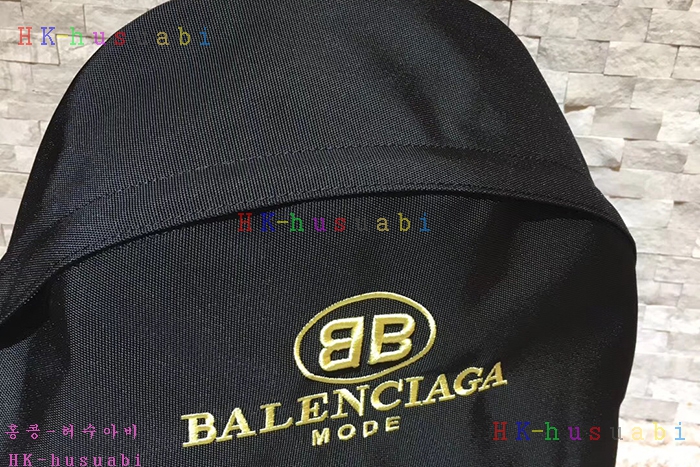 HK-husuabi
HK-husuabi
BB
BALENCIAGA
MODE
HK-husuabi
홍콩-허수아비
HK-husuabi